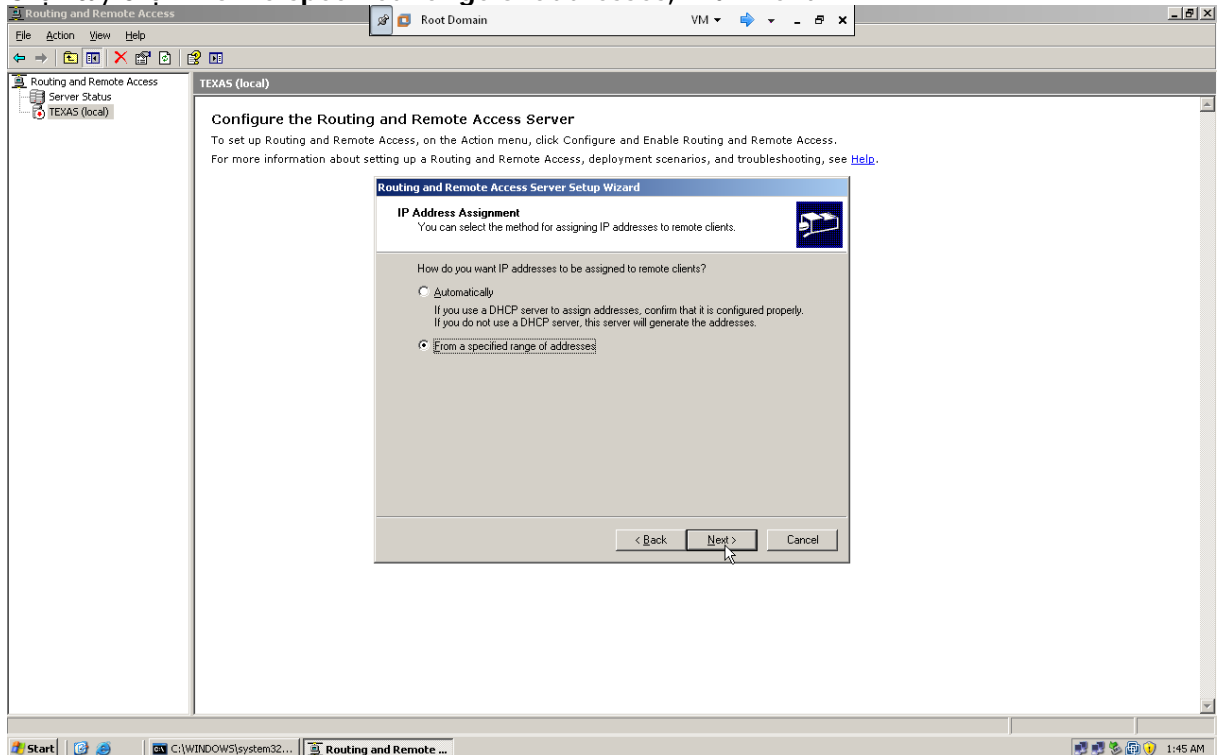 From a specified range of addresses,
Routing and Remote Access
Root Domain
VM
File Action View Help
Routing and Remote Access
Server Status
TEXAS (local)
TEXAS (local)
Configure the Routing and Remote Access Server
To set up Routing and Remote Access, on the Action menu, click Configure and Enable Routing and Remote Access.
For more information about setting up a Routing and Remote Access, deployment scenarios, and troubleshooting, see Help.
Routing and Remote Access Server Setup Wizard
IP Address Assignment
You can select the method for assigning IP addresses to remote clients.
How do you want IP addresses to be assigned to remote clients?
Automatically
If you use a DHCP server to assign addresses, confirm that it is configured properly.
If you do not use a DHCP server, this server will generate the addresses.
From a specified range of addresses
< Back Next > Cancel
Start C:\WINDOWS\system32... Routing and Remote ... 1:45 AM